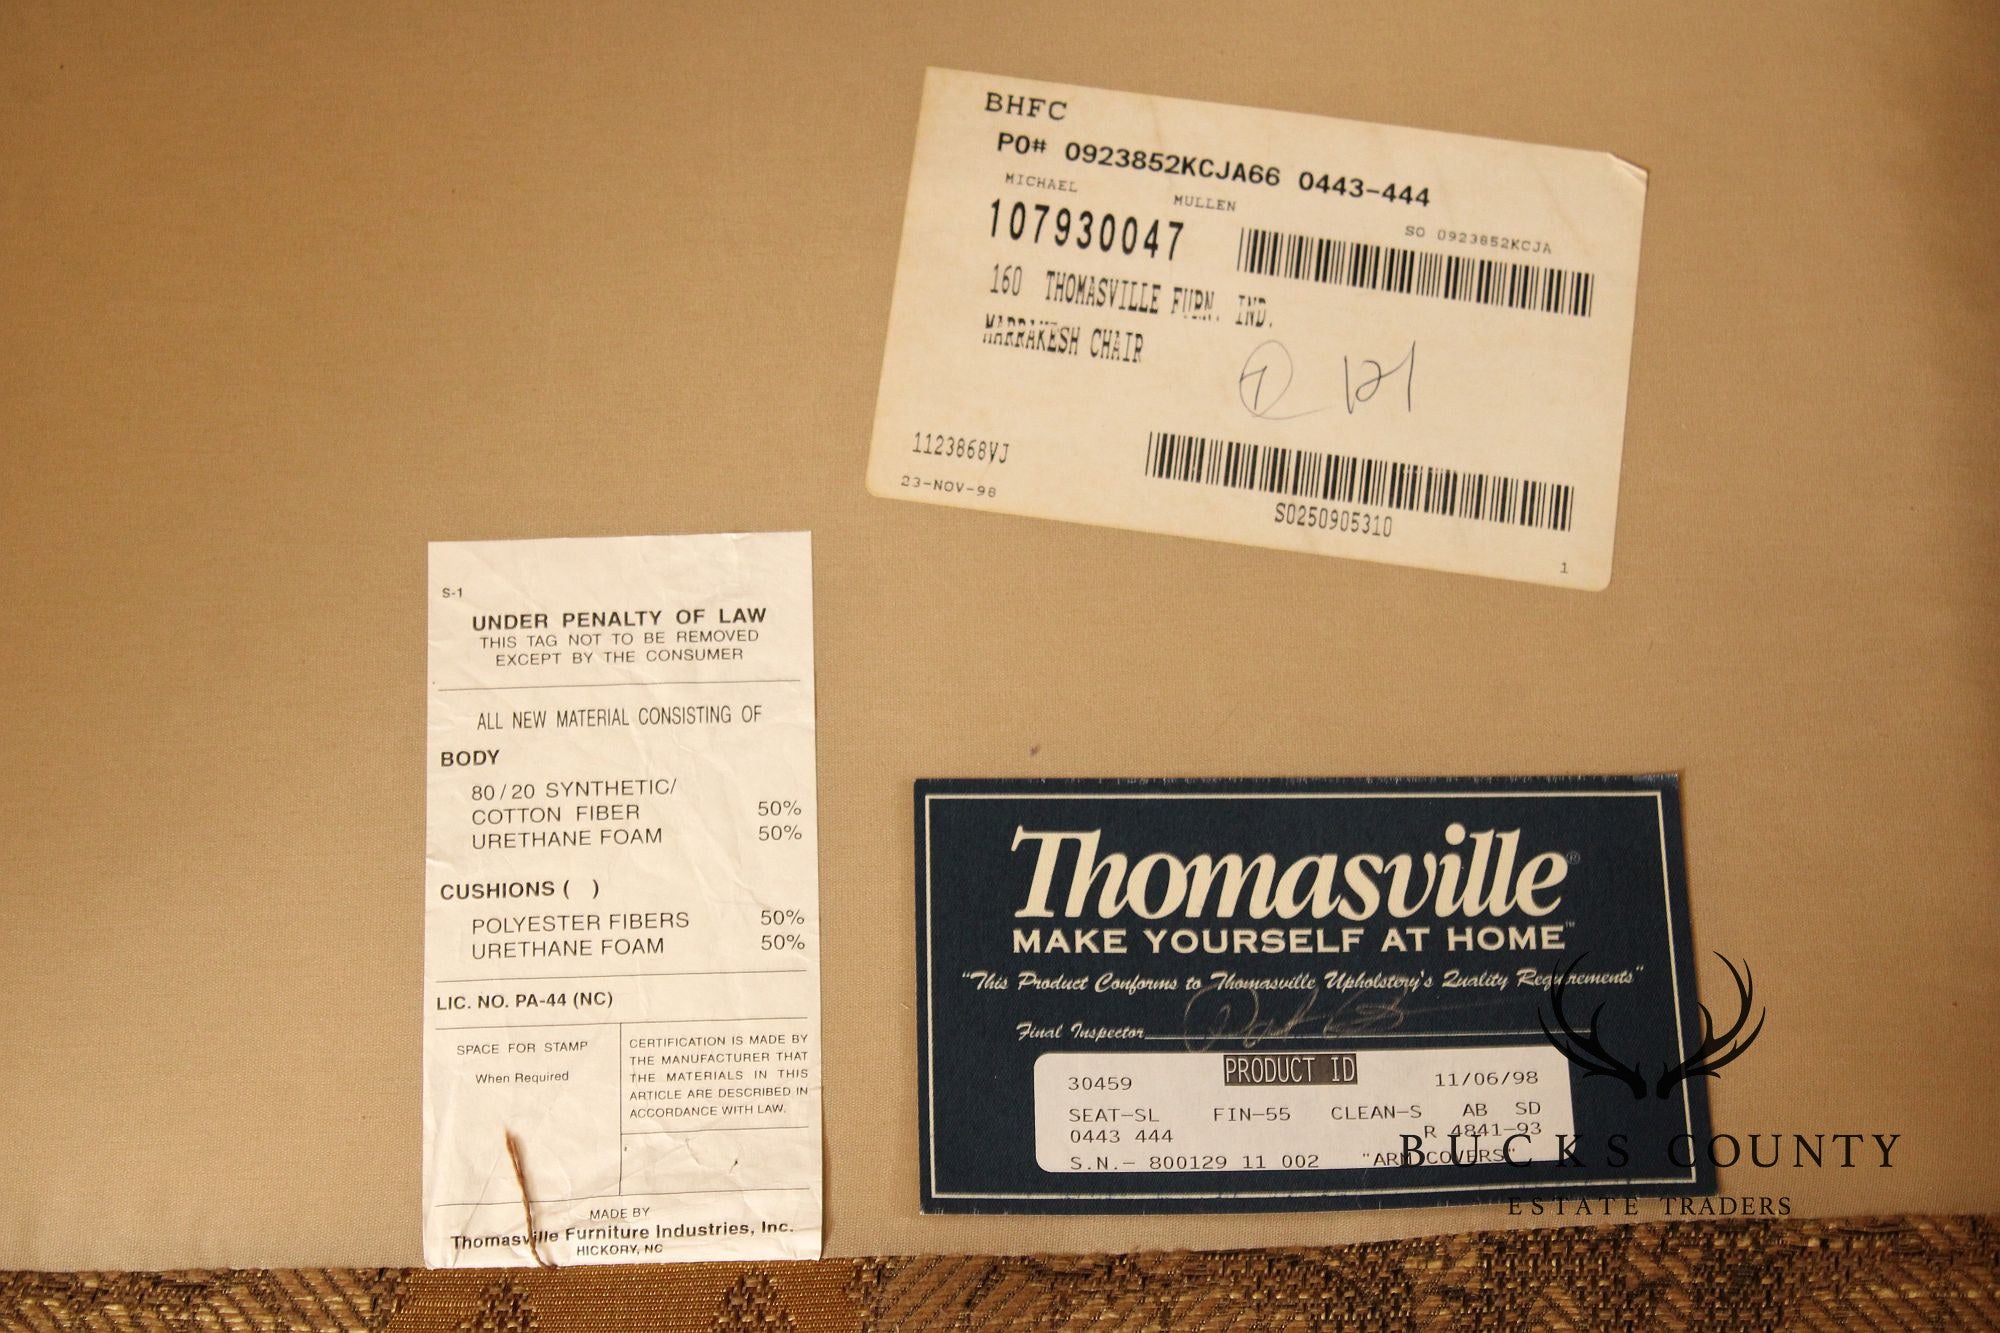 BHFC
PO# 0923852KCJA66 0443-444
MICHAEL MULLEN
SO 0923852KCJA
107930047
160 THOMASVILLE FURN. IND.
MARRAKESH CHAIR
1123868VJ
23-NOV-98
S0250905310
1
S-1
UNDER PENALTY OF LAW
THIS TAG NOT TO BE REMOVED
EXCEPT BY THE CONSUMER
ALL NEW MATERIAL CONSISTING OF
BODY
80/20 SYNTHETIC/
COTTON FIBER 50%
URETHANE FOAM 50%
CUSHIONS ( )
POLYESTER FIBERS 50%
URETHANE FOAM 50%
LIC. NO. PA-44 (NC)
SPACE FOR STAMP
When Required
CERTIFICATION IS MADE BY
THE MANUFACTURER THAT
THE MATERIALS IN THIS
ARTICLE ARE DESCRIBED IN
ACCORDANCE WITH LAW.
MADE BY
Thomasville Furniture Industries, Inc.
HICKORY, NC
Thomasville®
MAKE YOURSELF AT HOME™
"This Product Conforms to Thomasville Upholstery's Quality Requirements"
Final Inspector
PRODUCT ID
30459 11/06/98
SEAT-SL FIN-55 CLEAN-S AB SD
0443 444 R 4841-93
S.N.- 800129 11 002 "ARM COVERS"
BUCKS COUNTY
ESTATE TRADERS